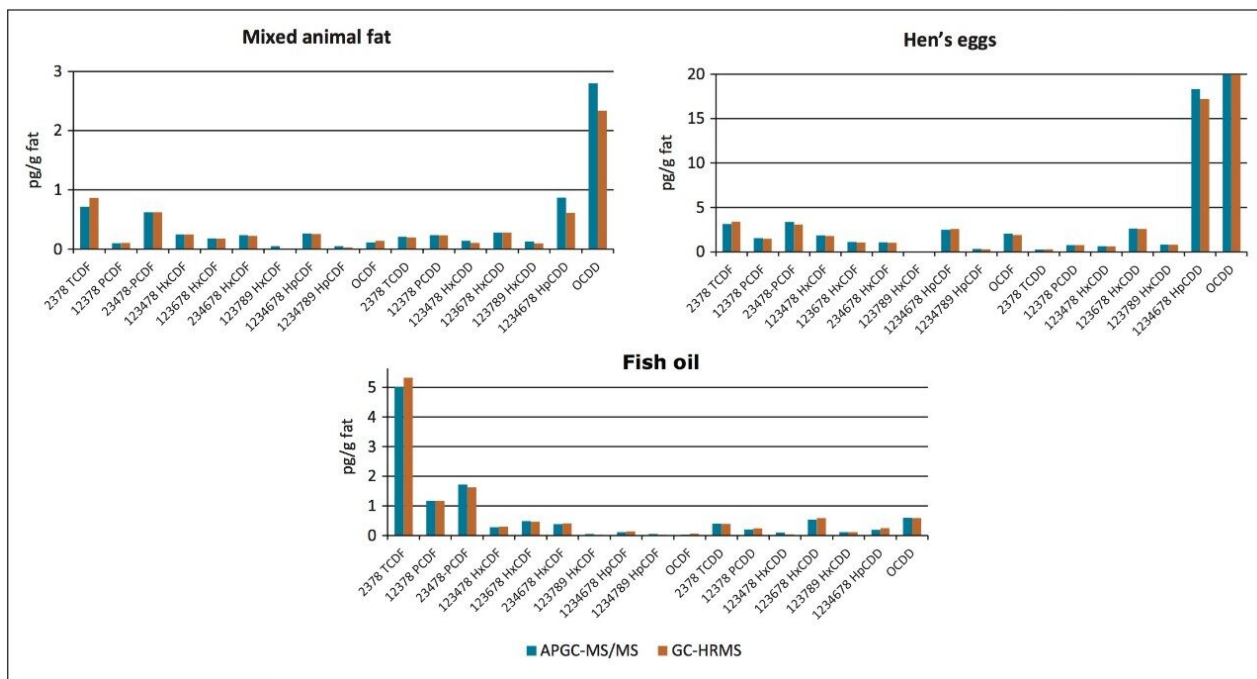 Mixed animal fat
3
2
1
0
pg/g fat
2378 TCDF
12378 PCDF
23478-PCDF
123478 HxCDF
123678 HxCDF
234678 HxCDF
123789 HxCDF
1234678 HpCDF
1234789 HpCDF
OCDF
2378 TCDD
12378 PCDD
123478 HxCDD
123678 HxCDD
123789 HxCDD
1234678 HpCDD
OCDD
Hen’s eggs
20
15
10
5
0
pg/g fat
2378 TCDF
12378 PCDF
23478-PCDF
123478 HxCDF
123678 HxCDF
234678 HxCDF
123789 HxCDF
1234678 HpCDF
1234789 HpCDF
OCDF
2378 TCDD
12378 PCDD
123478 HxCDD
123678 HxCDD
123789 HxCDD
1234678 HpCDD
OCDD
Fish oil
5
4
3
2
1
0
pg/g fat
2378 TCDF
12378 PCDF
23478-PCDF
123478 HxCDF
123678 HxCDF
234678 HxCDF
123789 HxCDF
1234678 HpCDF
1234789 HpCDF
OCDF
2378 TCDD
12378 PCDD
123478 HxCDD
123678 HxCDD
123789 HxCDD
1234678 HpCDD
OCDD
APGC-MS/MS
GC-HRMS